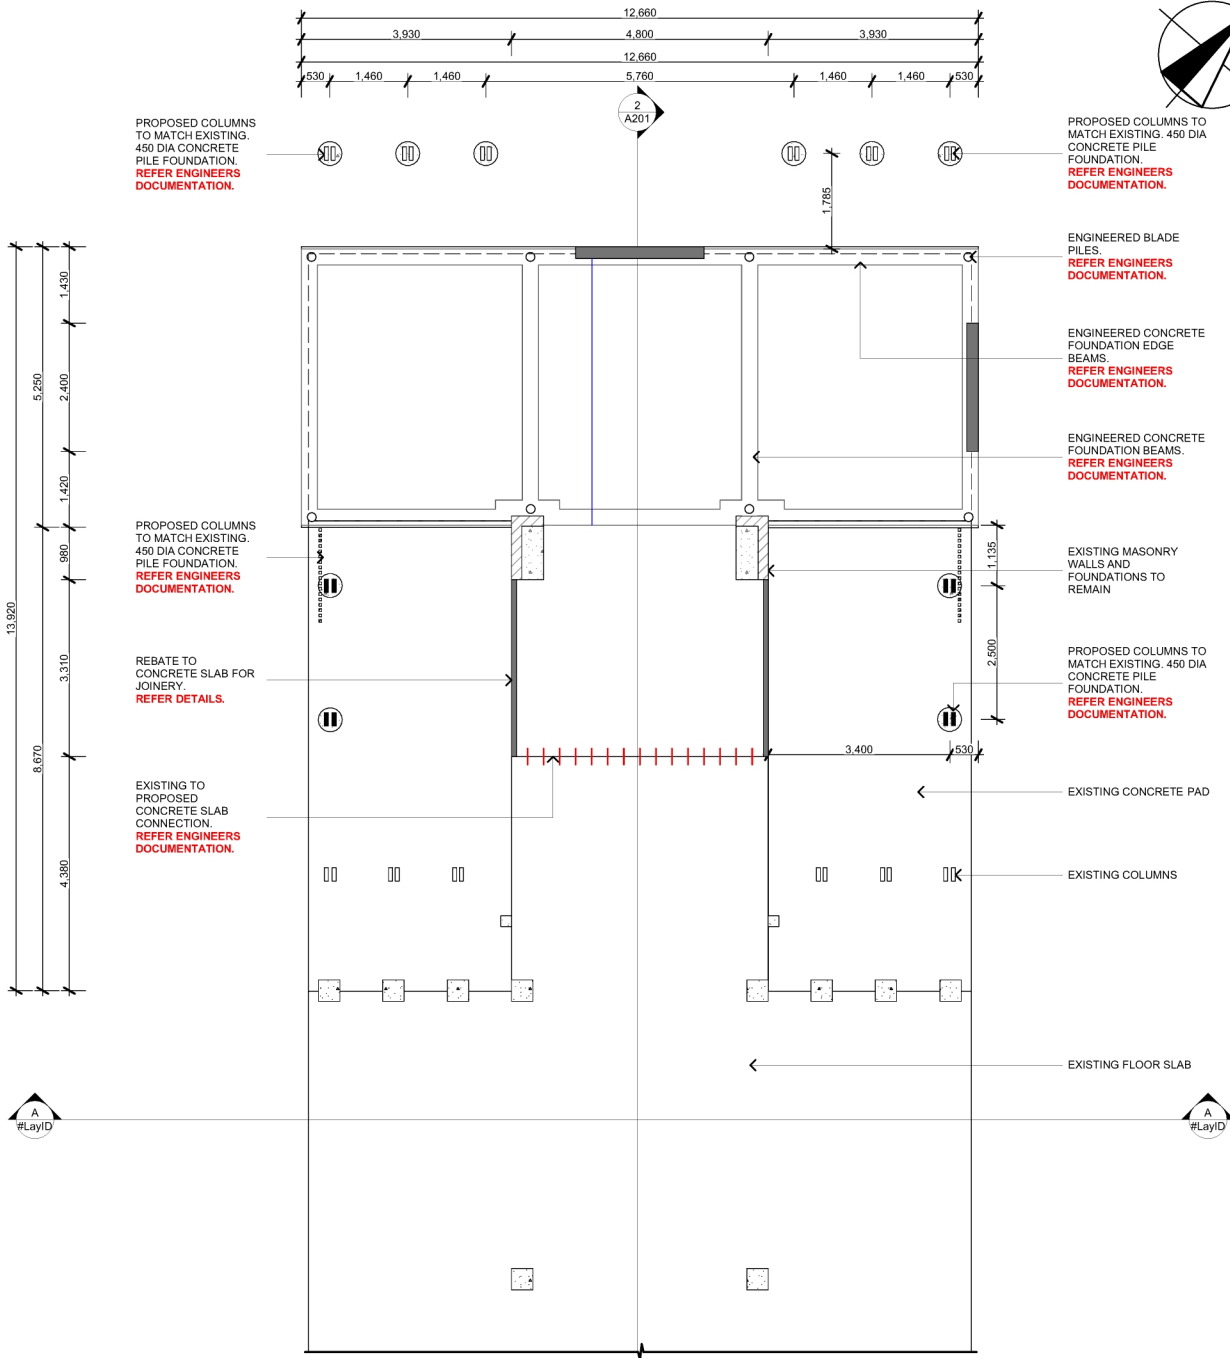 12,660
3,930
4,800
3,930
12,660
530
1,460
1,460
5,760
1,460
1,460
530
2
A201
PROPOSED COLUMNS
TO MATCH EXISTING.
450 DIA CONCRETE
PILE FOUNDATION.
REFER ENGINEERS
DOCUMENTATION.
PROPOSED COLUMNS TO
MATCH EXISTING. 450 DIA
CONCRETE PILE
FOUNDATION.
REFER ENGINEERS
DOCUMENTATION.
1,785
ENGINEERED BLADE
PILES.
REFER ENGINEERS
DOCUMENTATION.
1,430
ENGINEERED CONCRETE
FOUNDATION EDGE
BEAMS.
REFER ENGINEERS
DOCUMENTATION.
5,250
2,400
ENGINEERED CONCRETE
FOUNDATION BEAMS.
REFER ENGINEERS
DOCUMENTATION.
1,420
PROPOSED COLUMNS
TO MATCH EXISTING.
450 DIA CONCRETE
PILE FOUNDATION.
REFER ENGINEERS
DOCUMENTATION.
980
1,135
EXISTING MASONRY
WALLS AND
FOUNDATIONS TO
REMAIN
13,920
3,310
2,500
REBATE TO
CONCRETE SLAB FOR
JOINERY.
REFER DETAILS.
PROPOSED COLUMNS TO
MATCH EXISTING. 450 DIA
CONCRETE PILE
FOUNDATION.
REFER ENGINEERS
DOCUMENTATION.
3,400
530
8,670
EXISTING TO
PROPOSED
CONCRETE SLAB
CONNECTION.
REFER ENGINEERS
DOCUMENTATION.
EXISTING CONCRETE PAD
4,380
EXISTING COLUMNS
EXISTING FLOOR SLAB
A
#LayID
A
#LayID